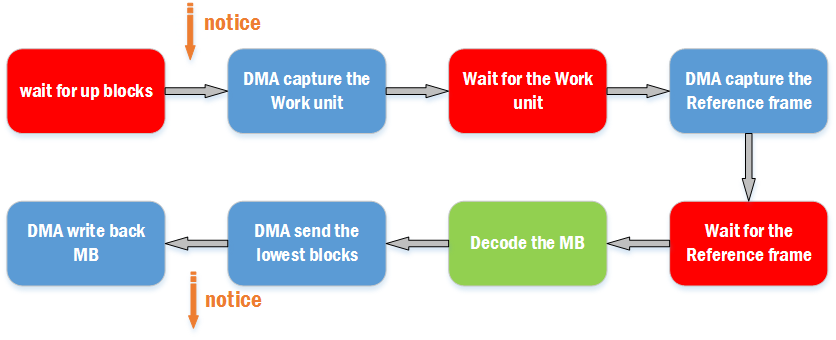 notice
wait for up blocks
DMA capture the
Work unit
Wait for the Work
unit
DMA capture the
Reference frame
Wait for the
Reference frame
Decode the MB
DMA send the
lowest blocks
DMA write back
MB
notice